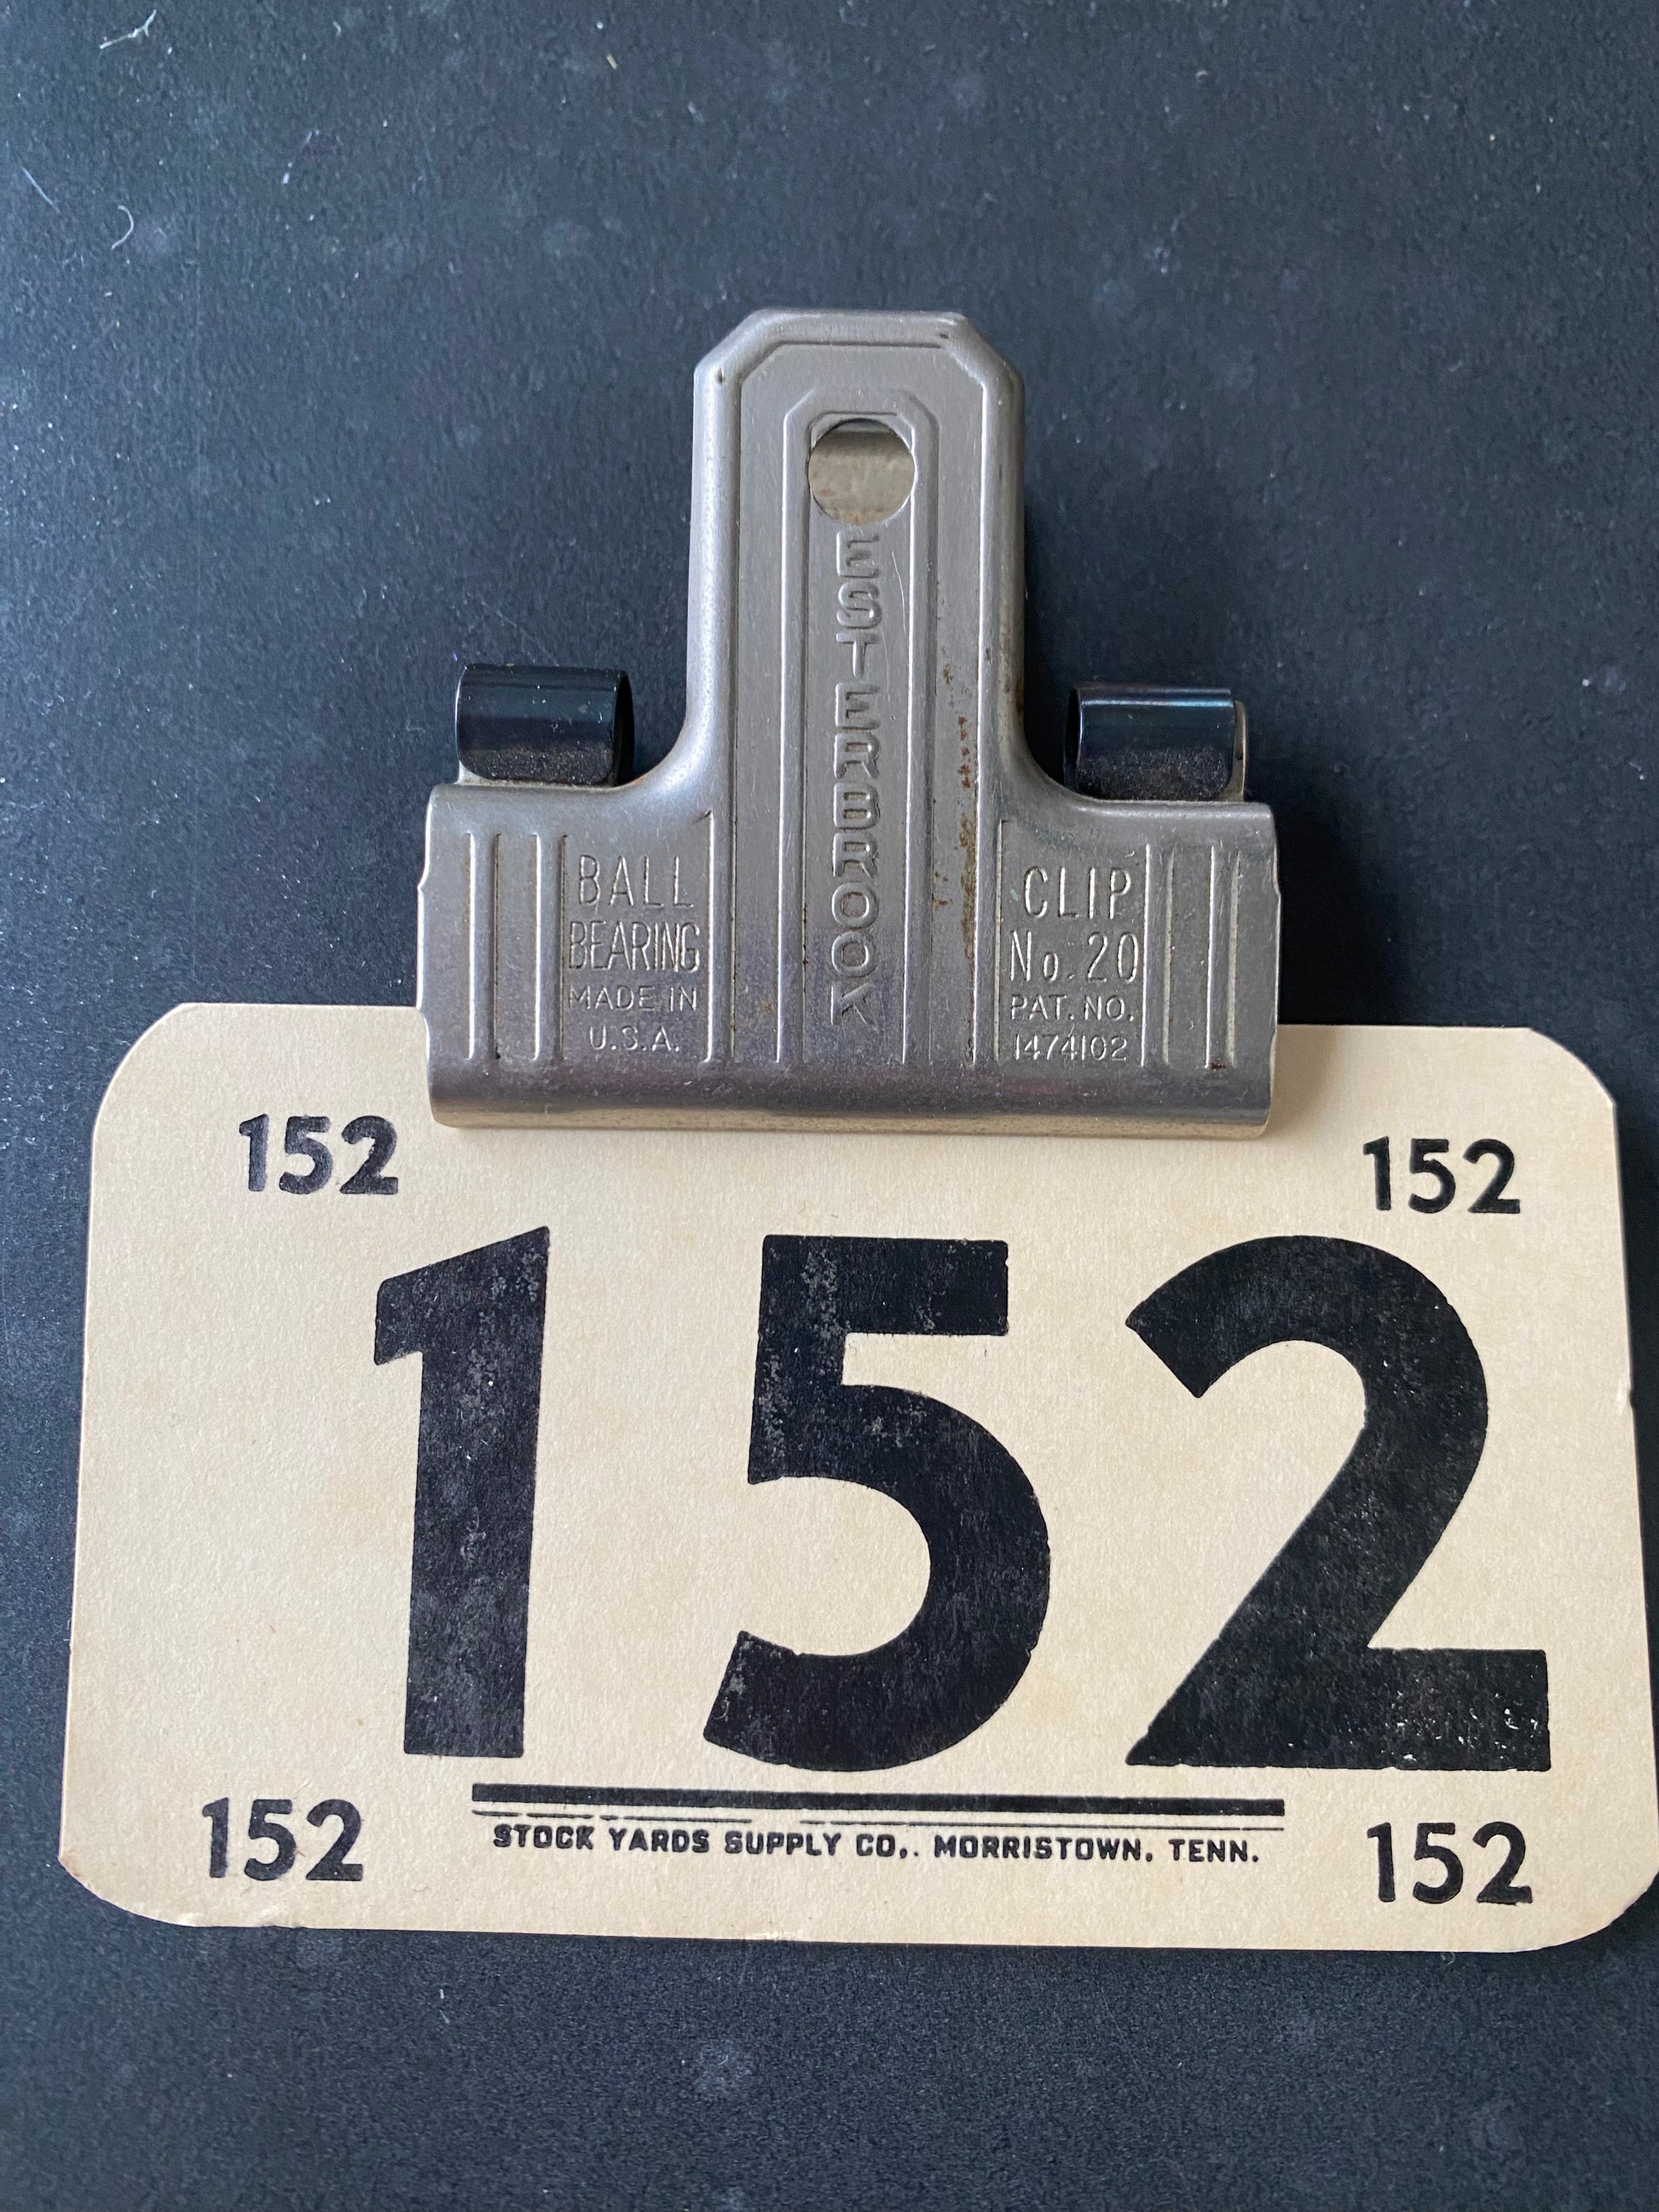 ESTERBROOK
BALL
BEARING
MADE IN
U.S.A.
CLIP
No. 20
PAT. NO.
1474102
152
152
152
152
STOCK YARDS SUPPLY CO,. MORRISTOWN. TENN.
152